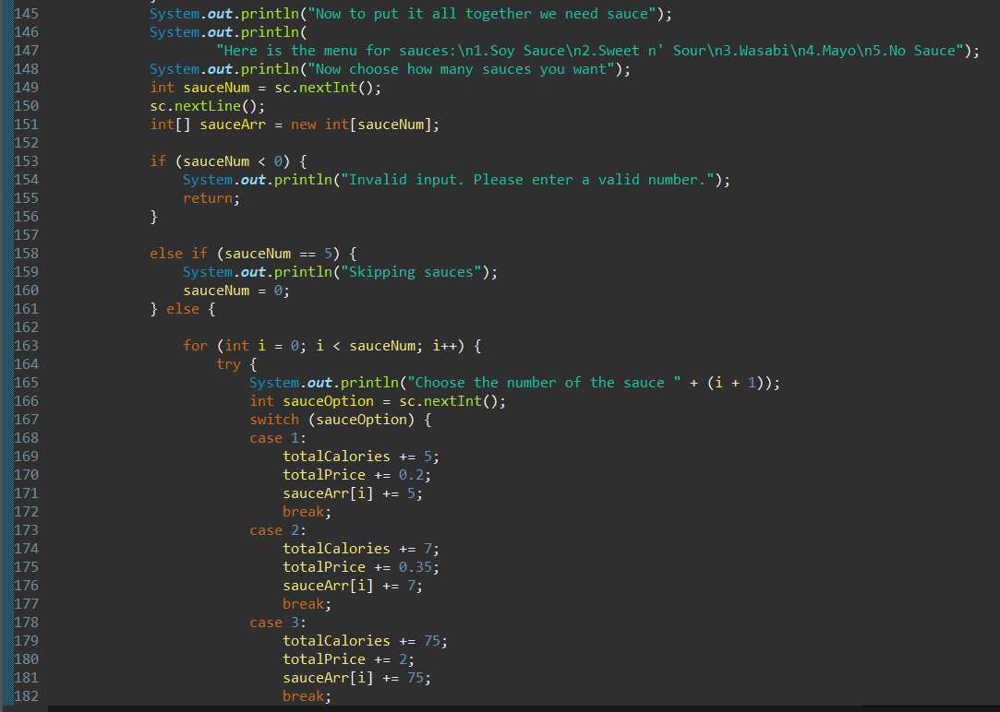 145 System.out.println("Now to put it all together we need sauce");
146 System.out.println(
147 "Here is the menu for sauces:\n1.Soy Sauce\n2.Sweet n' Sour\n3.Wasabi\n4.Mayo\n5.No Sauce");
148 System.out.println("Now choose how many sauces you want");
149 int sauceNum = sc.nextInt();
150 sc.nextLine();
151 int[] sauceArr = new int[sauceNum];
152
153 if (sauceNum < 0) {
154 System.out.println("Invalid input. Please enter a valid number.");
155 return;
156 }
157
158 else if (sauceNum == 5) {
159 System.out.println("Skipping sauces");
160 sauceNum = 0;
161 } else {
162
163 for (int i = 0; i < sauceNum; i++) {
164 try {
165 System.out.println("Choose the number of the sauce " + (i + 1));
166 int sauceOption = sc.nextInt();
167 switch (sauceOption) {
168 case 1:
169 totalCalories += 5;
170 totalPrice += 0.2;
171 sauceArr[i] += 5;
172 break;
173 case 2:
174 totalCalories += 7;
175 totalPrice += 0.35;
176 sauceArr[i] += 7;
177 break;
178 case 3:
179 totalCalories += 75;
180 totalPrice += 2;
181 sauceArr[i] += 75;
182 break;